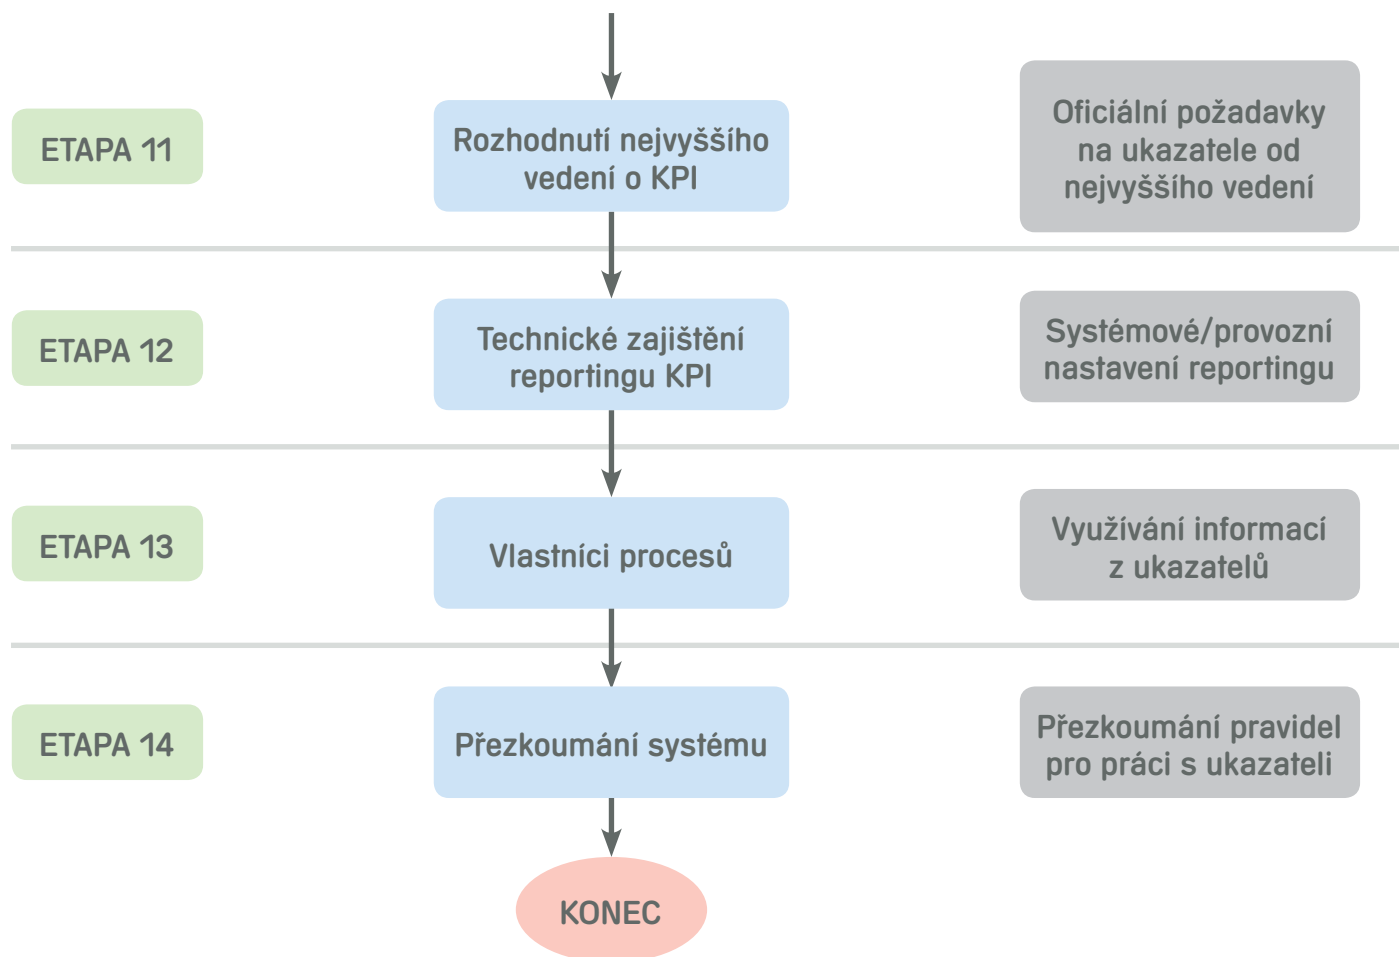 ETAPA 11
Rozhodnutí nejvyššího
vedení o KPI
Oficiální požadavky
na ukazatele od
nejvyššího vedení
ETAPA 12
Technické zajištění
reportingu KPI
Systémové/provozní
nastavení reportingu
ETAPA 13
Vlastníci procesů
Využívání informací
z ukazatelů
ETAPA 14
Přezkoumání systému
Přezkoumání pravidel
pro práci s ukazateli
KONEC